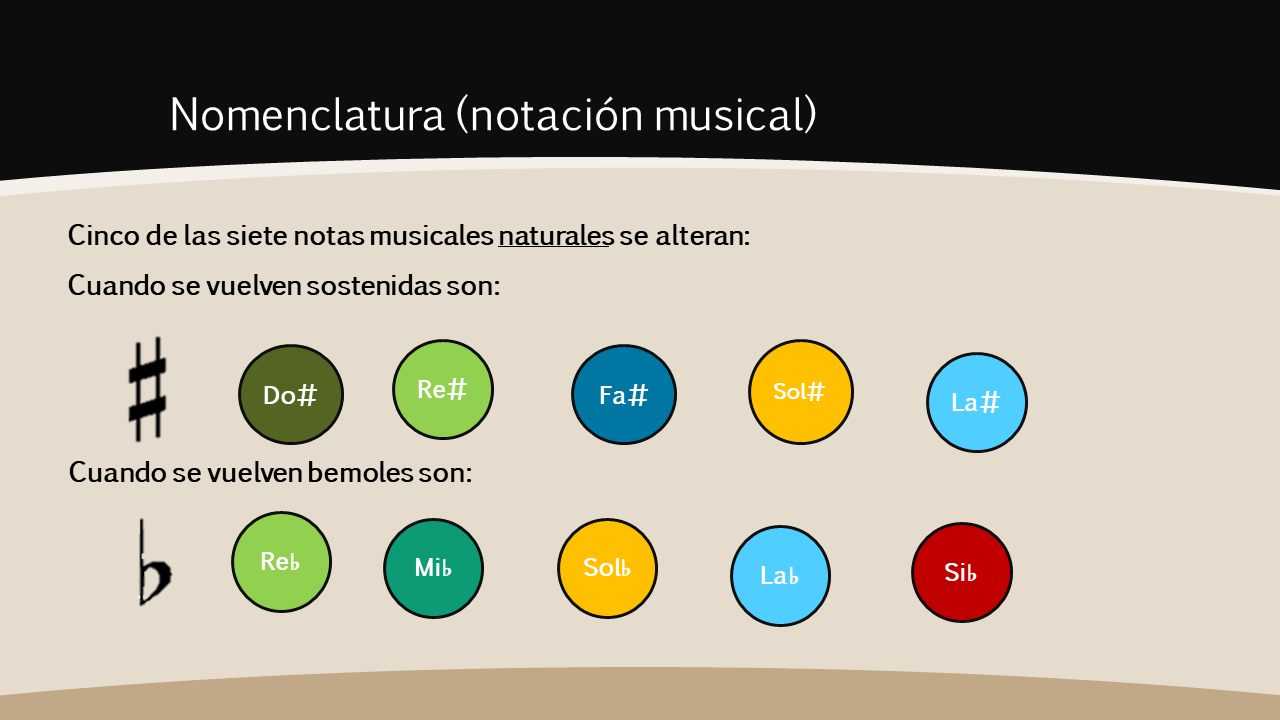 Nomenclatura (notación musical)
Cinco de las siete notas musicales naturales se alteran:
Cuando se vuelven sostenidas son:
♯ Do# Re# Fa# Sol# La#
Cuando se vuelven bemoles son:
♭ Re♭ Mi♭ Sol♭ La♭ Si♭